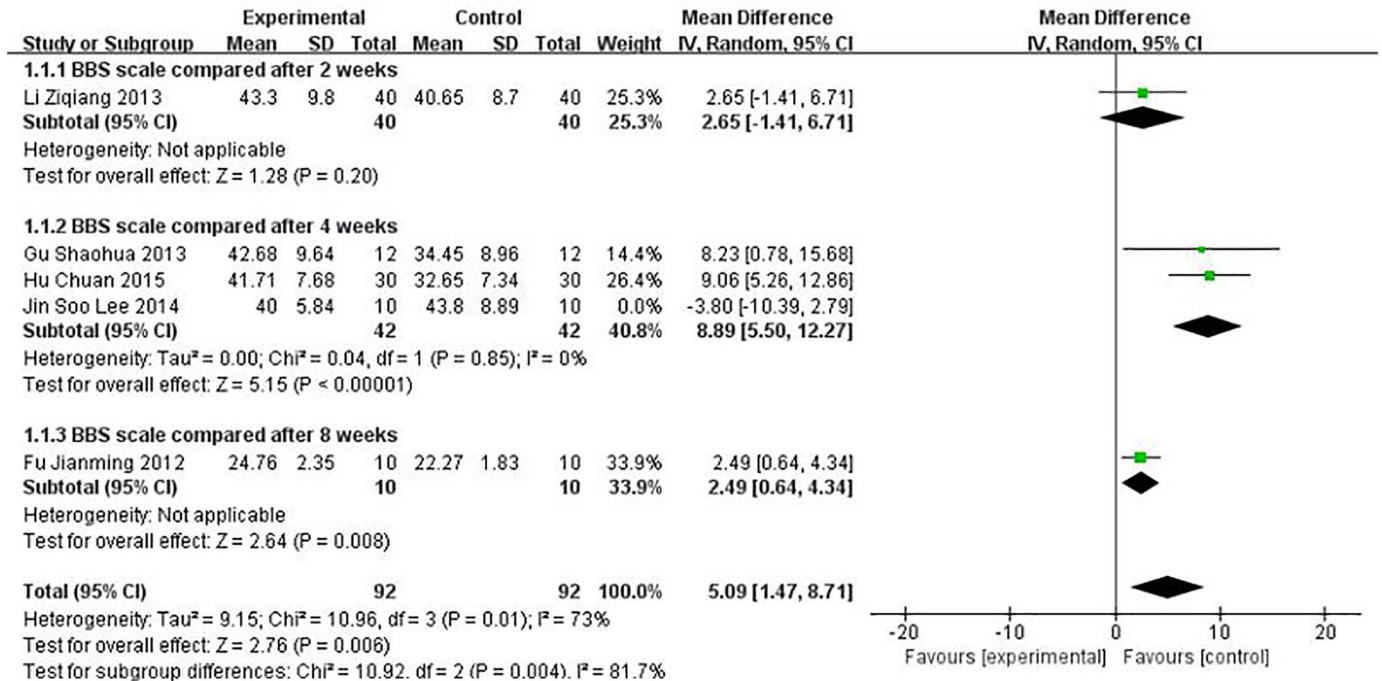 Experimental Control Mean Difference Mean Difference
Study or Subgroup Mean SD Total Mean SD Total Weight IV, Random, 95% CI IV, Random, 95% CI
1.1.1 BBS scale compared after 2 weeks
Li Ziqiang 2013 43.3 9.8 40 40.65 8.7 40 25.3% 2.65 [-1.41, 6.71]
Subtotal (95% CI) 40 40 25.3% 2.65 [-1.41, 6.71]
Heterogeneity: Not applicable
Test for overall effect: Z = 1.28 (P = 0.20)
1.1.2 BBS scale compared after 4 weeks
Gu Shaohua 2013 42.68 9.64 12 34.45 8.96 12 14.4% 8.23 [0.78, 15.68]
Hu Chuan 2015 41.71 7.68 30 32.65 7.34 30 26.4% 9.06 [5.26, 12.86]
Jin Soo Lee 2014 40 5.84 10 43.8 8.89 10 0.0% -3.80 [-10.39, 2.79]
Subtotal (95% CI) 42 42 40.8% 8.89 [5.50, 12.27]
Heterogeneity: Tau² = 0.00; Chi² = 0.04, df = 1 (P = 0.85); I² = 0%
Test for overall effect: Z = 5.15 (P < 0.00001)
1.1.3 BBS scale compared after 8 weeks
Fu Jianming 2012 24.76 2.35 10 22.27 1.83 10 33.9% 2.49 [0.64, 4.34]
Subtotal (95% CI) 10 10 33.9% 2.49 [0.64, 4.34]
Heterogeneity: Not applicable
Test for overall effect: Z = 2.64 (P = 0.008)
Total (95% CI) 92 92 100.0% 5.09 [1.47, 8.71]
Heterogeneity: Tau² = 9.15; Chi² = 10.96, df = 3 (P = 0.01); I² = 73%
Test for overall effect: Z = 2.76 (P = 0.006)
Test for subgroup differences: Chi² = 10.92, df = 2 (P = 0.004), I² = 81.7%
-20 -10 0 10 20
Favours [experimental] Favours [control]